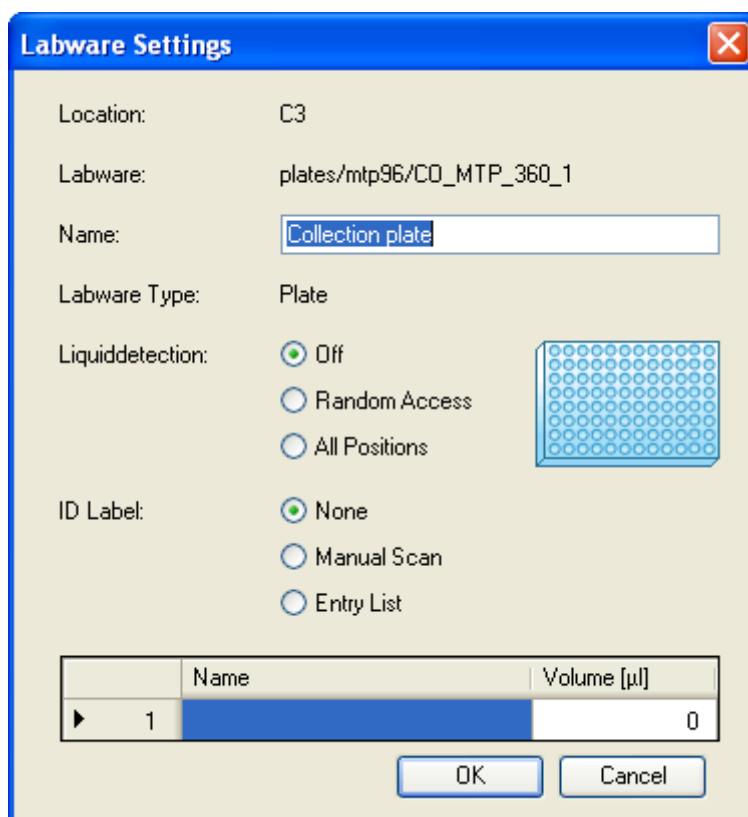 Labware Settings
Location: C3
Labware: plates/mtp96/CO_MTP_360_1
Name: Collection plate
Labware Type: Plate
Liquiddetection: Off
Random Access
All Positions
ID Label: None
Manual Scan
Entry List
Name Volume [µl]
1 0
OK Cancel